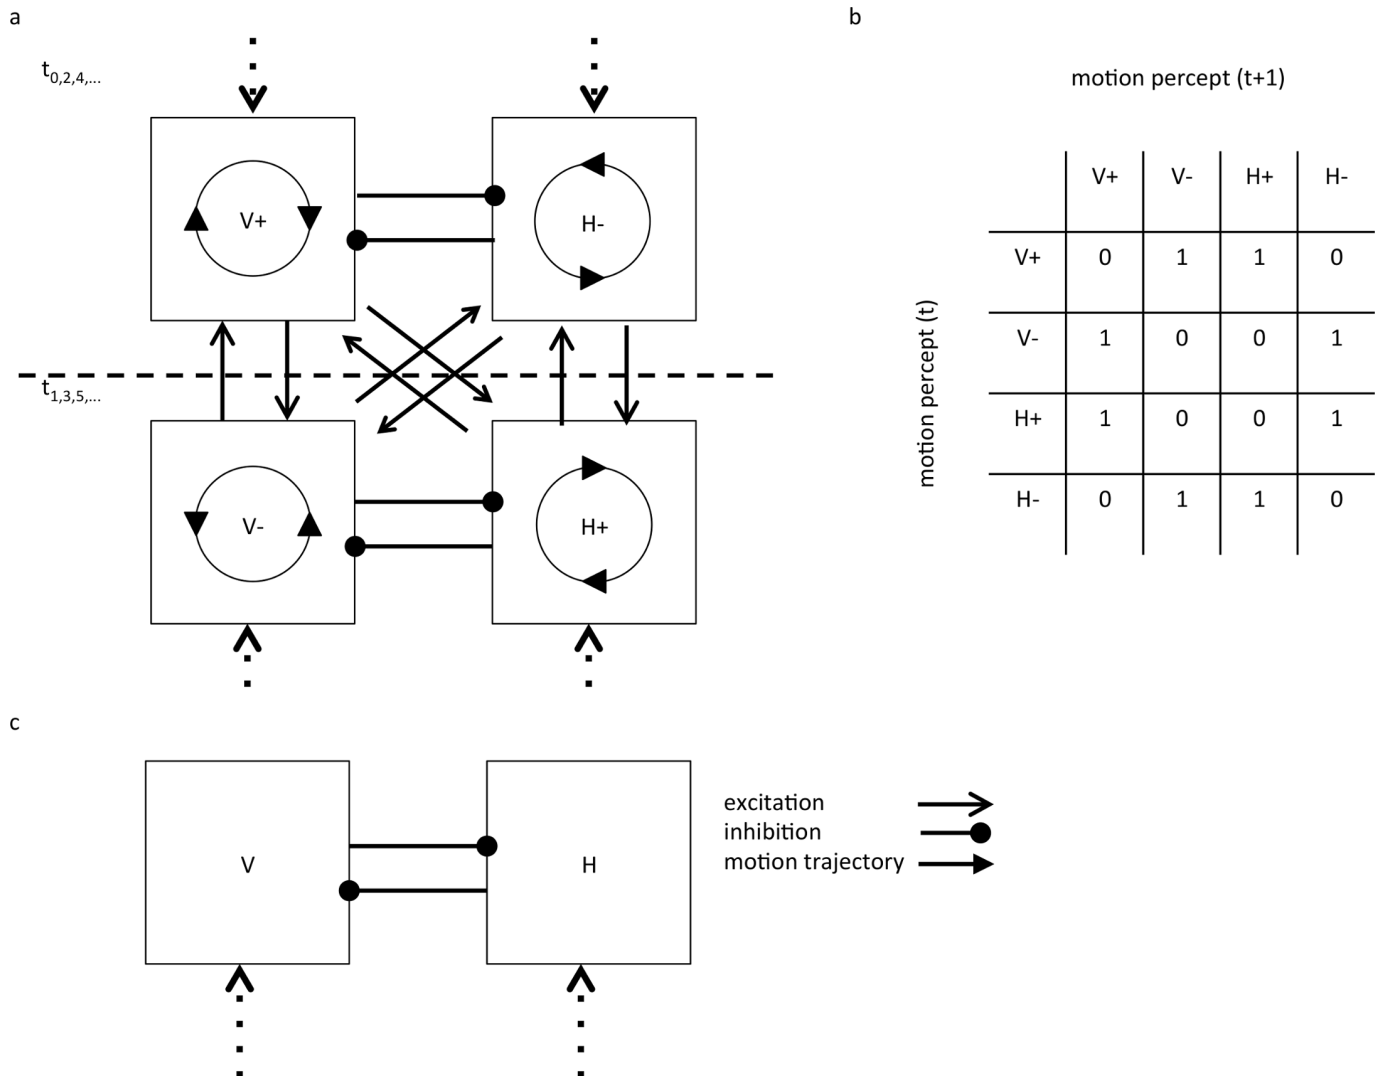 a
b
t0,2,4,...
motion percept (t+1)
V+ H-
V+ V- H+ H-
V+ 0 1 1 0
motion percept (t)
V- 1 0 0 1
t1,3,5,...
H+ 1 0 0 1
H- 0 1 1 0
V- H+
c
V H
excitation
inhibition
motion trajectory